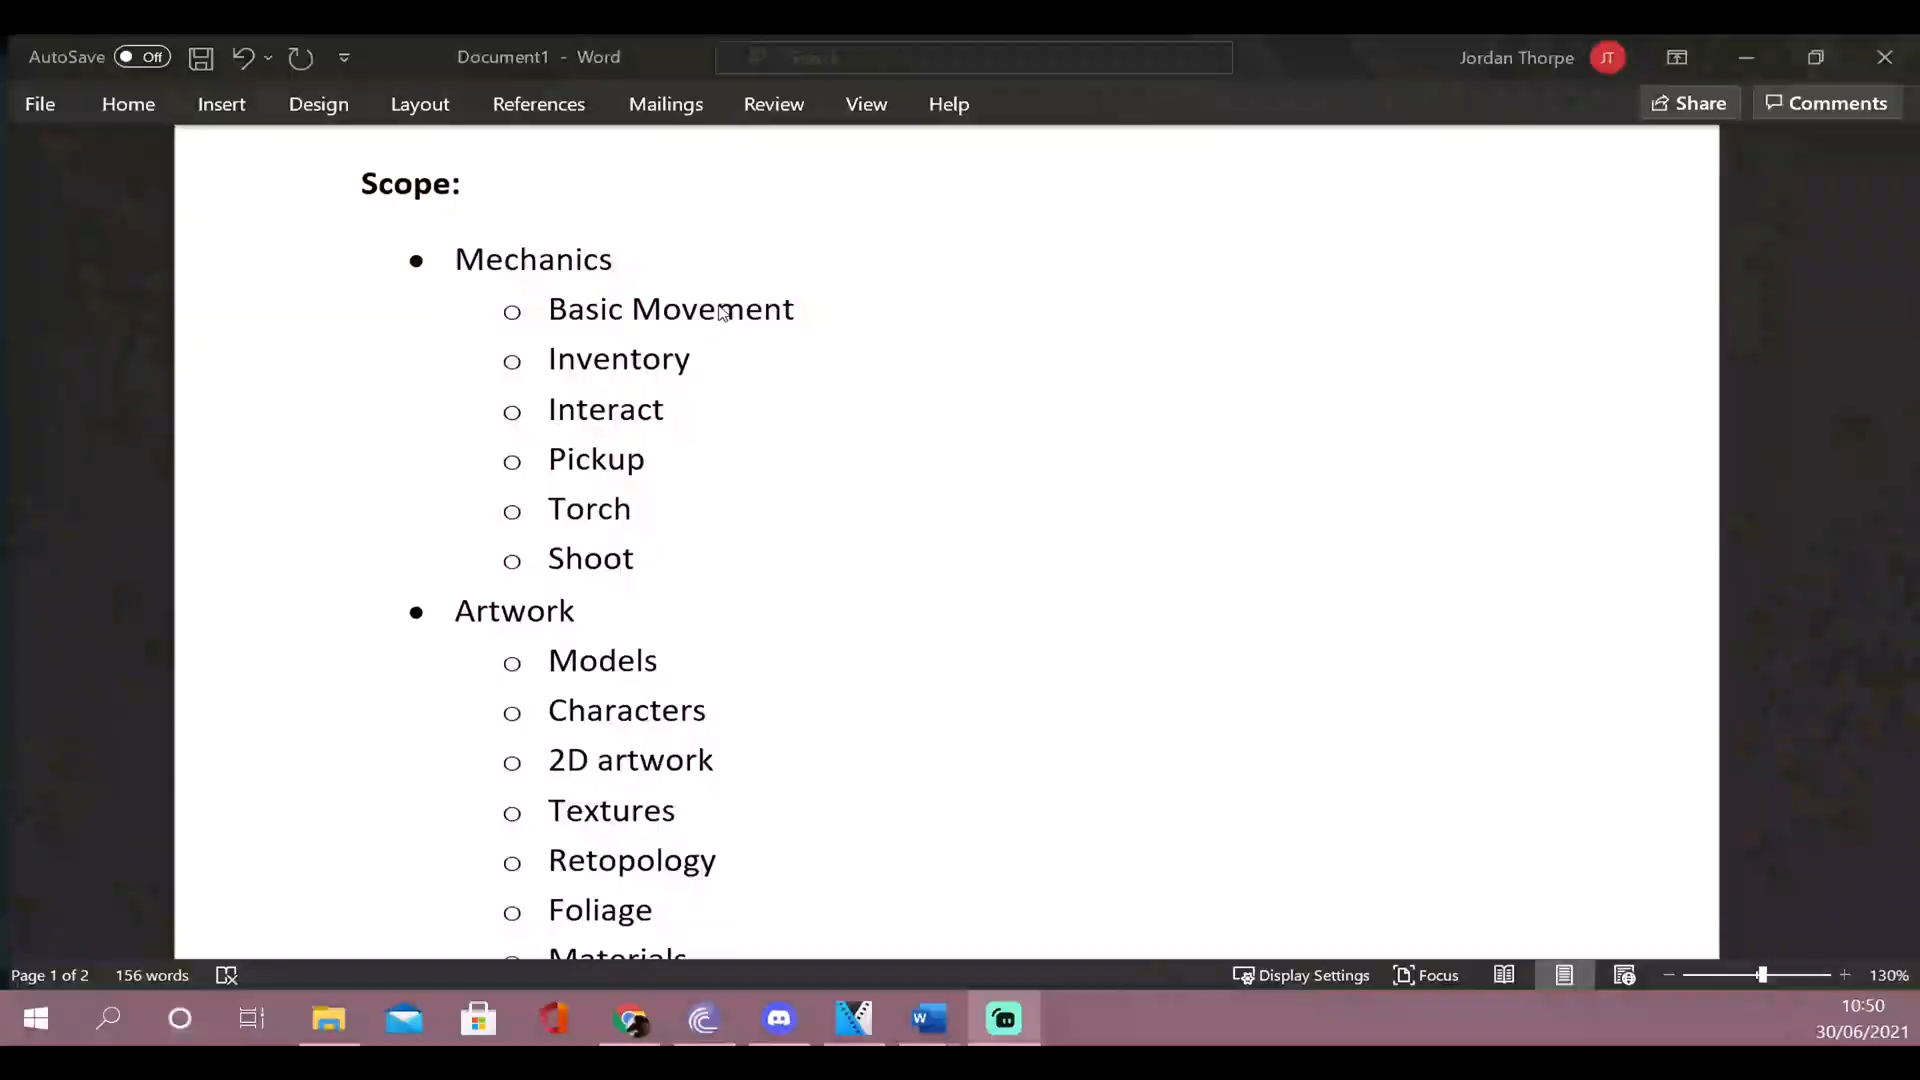 AutoSave Off Document1 - Word Search Jordan Thorpe JT
File Home Insert Design Layout References Mailings Review View Help Share Comments
Scope:
● Mechanics
o Basic Movement
o Inventory
o Interact
o Pickup
o Torch
o Shoot
● Artwork
o Models
o Characters
o 2D artwork
o Textures
o Retopology
o Foliage
o Materials
Page 1 of 2 156 words Display Settings Focus 130%
10:50
30/06/2021